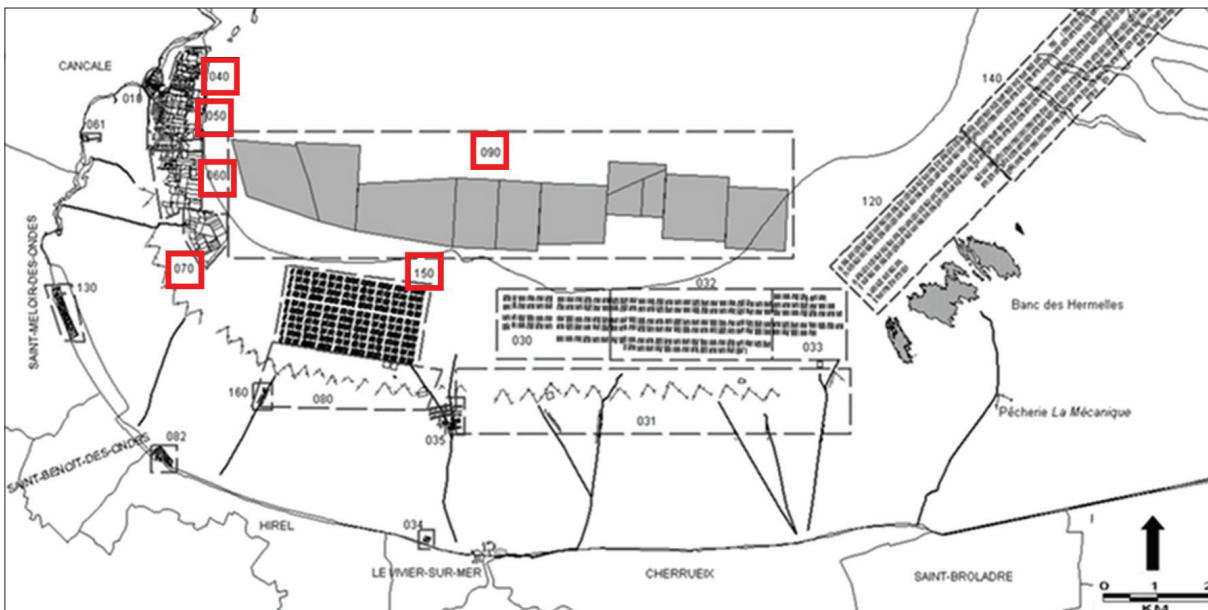 CANCALE
040
140
018
050
061
090
060
120
070
150
130
032
Banc des Hermelles
SAINT-MELOIR-DES-ONDES
030
033
160
080
Pêcherie La Mécanique
031
035
082
SAINT-BENOIT-DES-ONDES
HIREL
034
LE VIVIER-SUR-MER
CHERRUEIX
SAINT-BROLADRE
0 1 2
KM